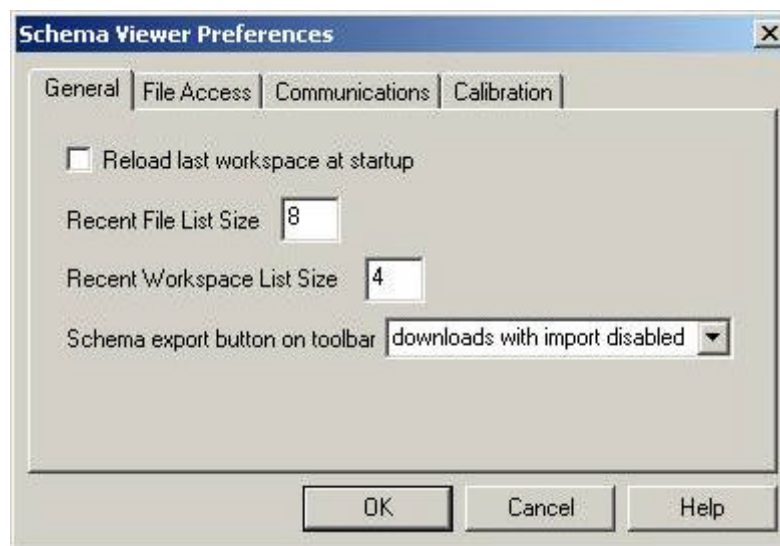 Schema Viewer Preferences
General File Access Communications Calibration
Reload last workspace at startup
Recent File List Size 8
Recent Workspace List Size 4
Schema export button on toolbar downloads with import disabled
OK Cancel Help